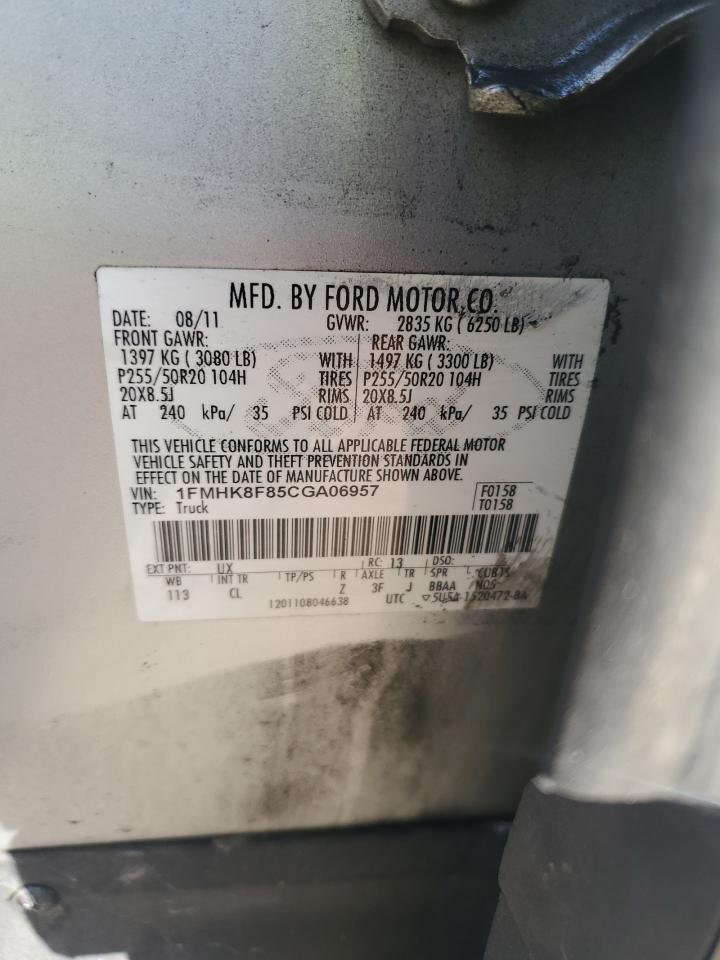 MFD. BY FORD MOTOR CO.
DATE: 08/11 GVWR: 2835 KG ( 6250 LB)
FRONT GAWR: REAR GAWR:
1397 KG ( 3080 LB) WITH 1497 KG ( 3300 LB) WITH
P255/50R20 104H TIRES P255/50R20 104H TIRES
20X8.5J RIMS 20X8.5J RIMS
AT 240 kPa/ 35 PSI COLD AT 240 kPa/ 35 PSI COLD
THIS VEHICLE CONFORMS TO ALL APPLICABLE FEDERAL MOTOR
VEHICLE SAFETY AND THEFT PREVENTION STANDARDS IN
EFFECT ON THE DATE OF MANUFACTURE SHOWN ABOVE.
VIN: 1FMHK8F85CGA06957 F0158
TYPE: Truck T0158
EXT PNT: UX RC: 13 DSO:
WB INT TR TP/PS R AXLE TR SPR
113 CL Z 3F J BBAA
1201108046638 UTC